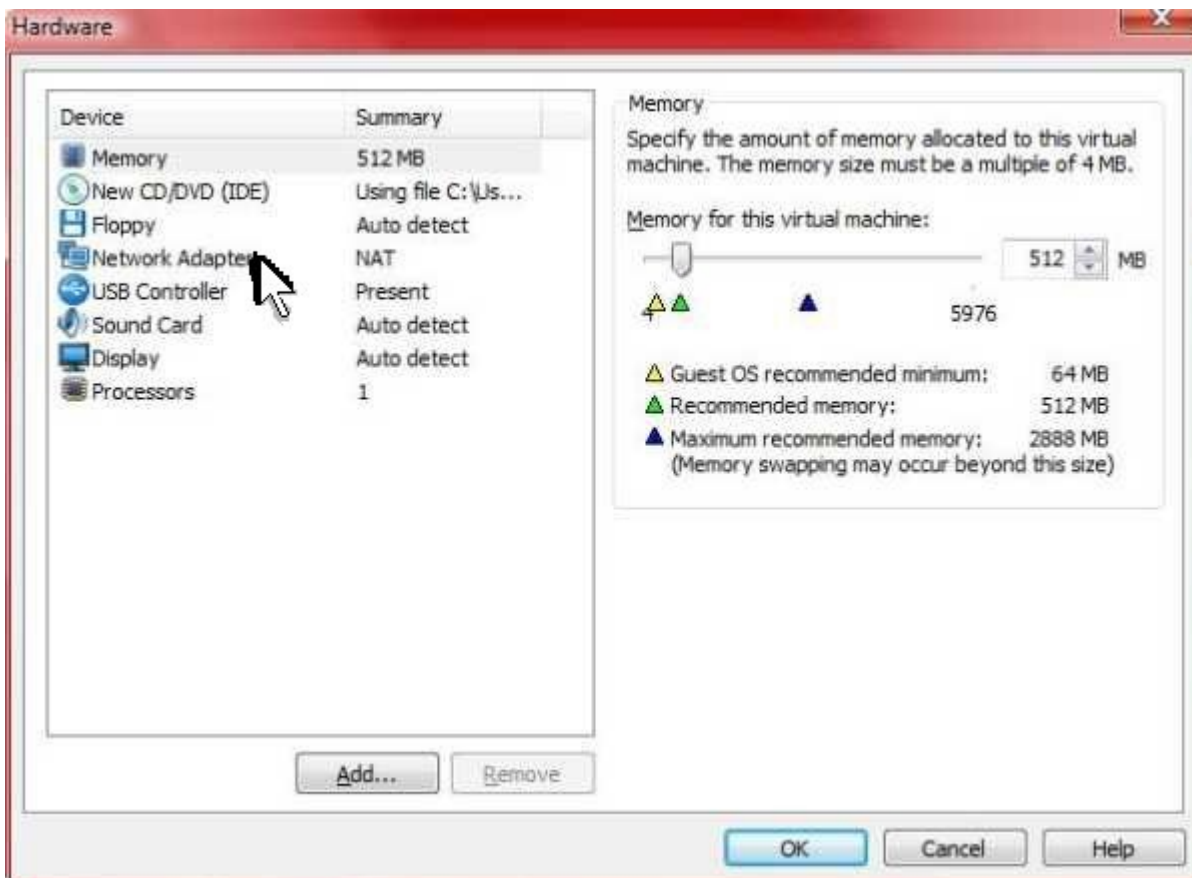 Hardware
Device Summary
Memory 512 MB
New CD/DVD (IDE) Using file C:\Us...
Floppy Auto detect
Network Adapter NAT
USB Controller Present
Sound Card Auto detect
Display Auto detect
Processors 1
Add... Remove
Memory
Specify the amount of memory allocated to this virtual
machine. The memory size must be a multiple of 4 MB.
Memory for this virtual machine:
512 MB
4 5976
Guest OS recommended minimum: 64 MB
Recommended memory: 512 MB
Maximum recommended memory: 2888 MB
(Memory swapping may occur beyond this size)
OK Cancel Help